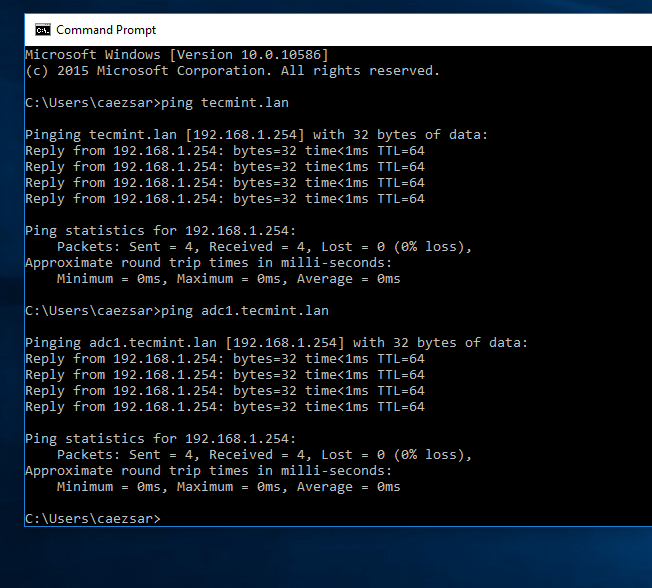 Command Prompt
Microsoft Windows [Version 10.0.10586]
(c) 2015 Microsoft Corporation. All rights reserved.
C:\Users\caezsar>ping tecmint.lan
Pinging tecmint.lan [192.168.1.254] with 32 bytes of data:
Reply from 192.168.1.254: bytes=32 time<1ms TTL=64
Reply from 192.168.1.254: bytes=32 time<1ms TTL=64
Reply from 192.168.1.254: bytes=32 time<1ms TTL=64
Reply from 192.168.1.254: bytes=32 time<1ms TTL=64
Ping statistics for 192.168.1.254:
    Packets: Sent = 4, Received = 4, Lost = 0 (0% loss),
Approximate round trip times in milli-seconds:
    Minimum = 0ms, Maximum = 0ms, Average = 0ms
C:\Users\caezsar>ping adc1.tecmint.lan
Pinging adc1.tecmint.lan [192.168.1.254] with 32 bytes of data:
Reply from 192.168.1.254: bytes=32 time<1ms TTL=64
Reply from 192.168.1.254: bytes=32 time<1ms TTL=64
Reply from 192.168.1.254: bytes=32 time<1ms TTL=64
Reply from 192.168.1.254: bytes=32 time<1ms TTL=64
Ping statistics for 192.168.1.254:
    Packets: Sent = 4, Received = 4, Lost = 0 (0% loss),
Approximate round trip times in milli-seconds:
    Minimum = 0ms, Maximum = 0ms, Average = 0ms
C:\Users\caezsar>